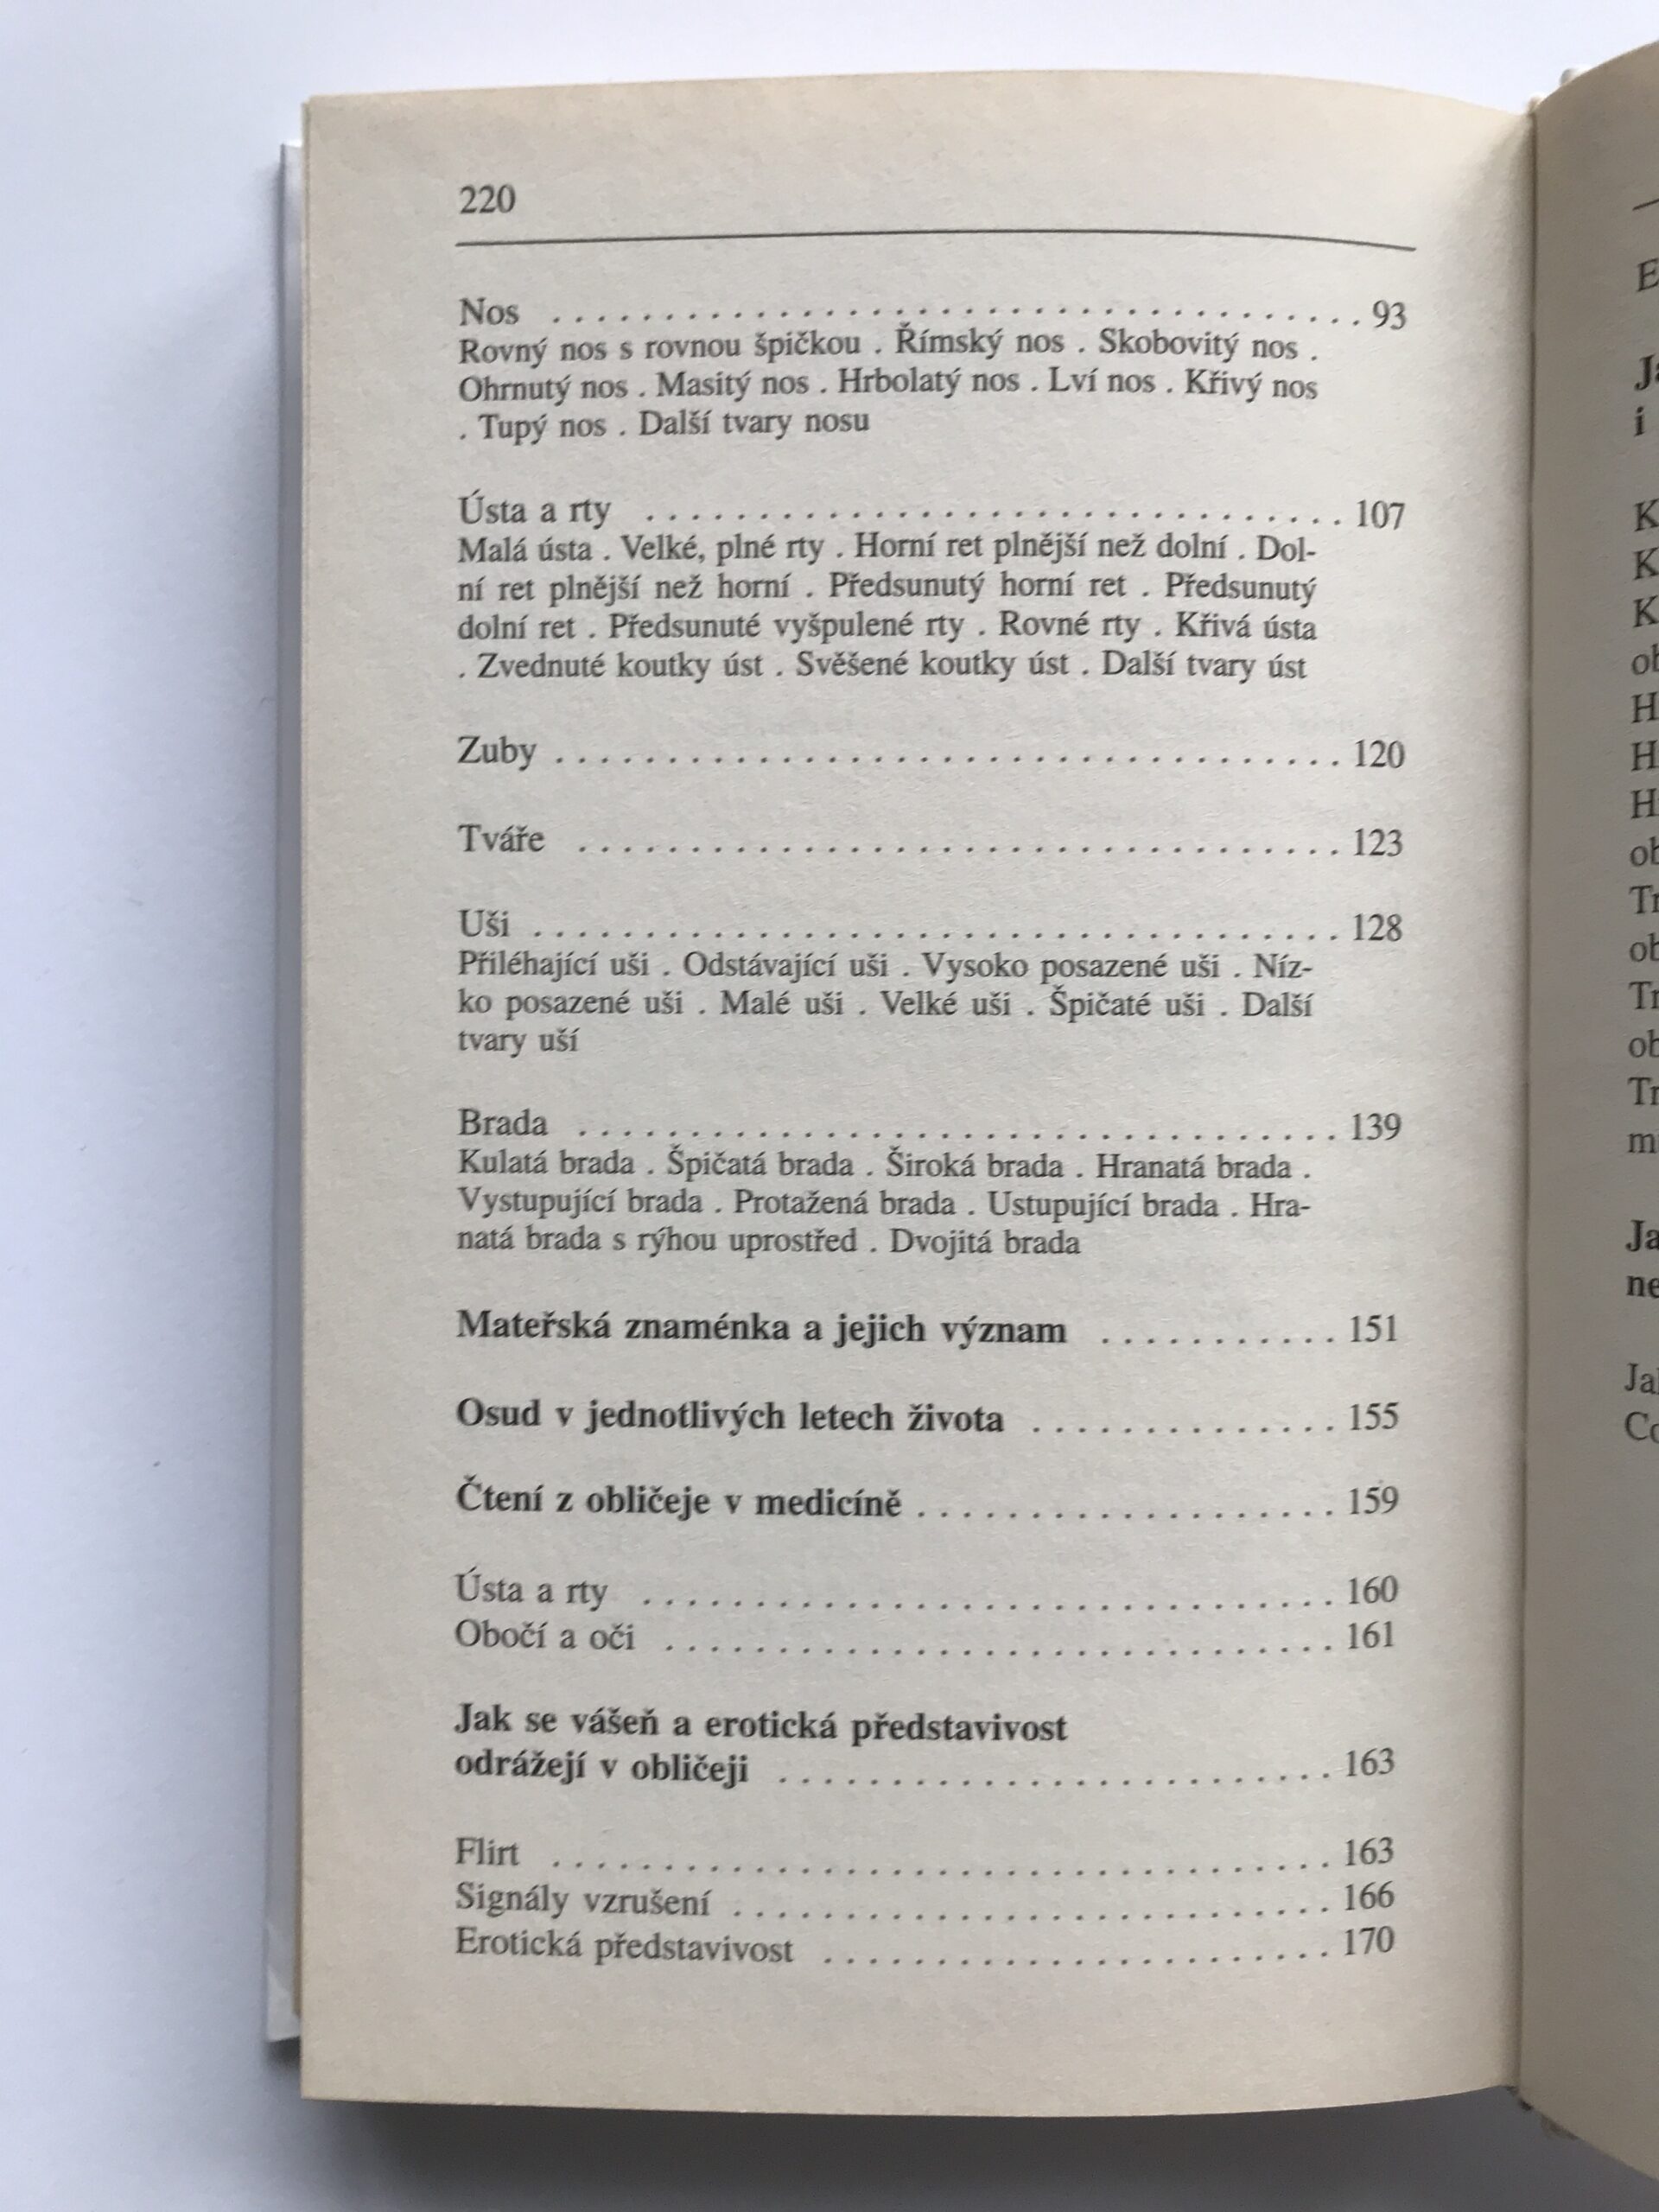 220
Nos ........................................ 93
Rovný nos s rovnou špičkou . Římský nos . Skobovitý nos .
Ohrnutý nos . Masitý nos . Hrbolatý nos . Lví nos . Křivý nos
. Tupý nos . Další tvary nosu
Ústa a rty ................................ 107
Malá ústa . Velké, plné rty . Horní ret plnější než dolní . Dol-
ní ret plnější než horní . Předsunutý horní ret . Předsunutý
dolní ret . Předsunuté vyšpulené rty . Rovné rty . Křivá ústa
. Zvednuté koutky úst . Svěšené koutky úst . Další tvary úst
Zuby .................................... 120
Tváře ................................... 123
Uši ..................................... 128
Přiléhající uši . Odstávající uši . Vysoko posazené uši . Níz-
ko posazené uši . Malé uši . Velké uši . Špičaté uši . Další
tvary uší
Brada ................................... 139
Kulatá brada . Špičatá brada . Široká brada . Hranatá brada .
Vystupující brada . Protažená brada . Ustupující brada . Hra-
natá brada s rýhou uprostřed . Dvojitá brada
Mateřská znaménka a jejich význam ........... 151
Osud v jednotlivých letech života .............. 155
Čtení z obličeje v medicíně ................... 159
Ústa a rty ................................ 160
Obočí a oči ............................... 161
Jak se vášeň a erotická představivost
odrážejí v obličeji ......................... 163
Flirt .................................... 163
Signály vzrušení ........................... 166
Erotická představivost ....................... 170